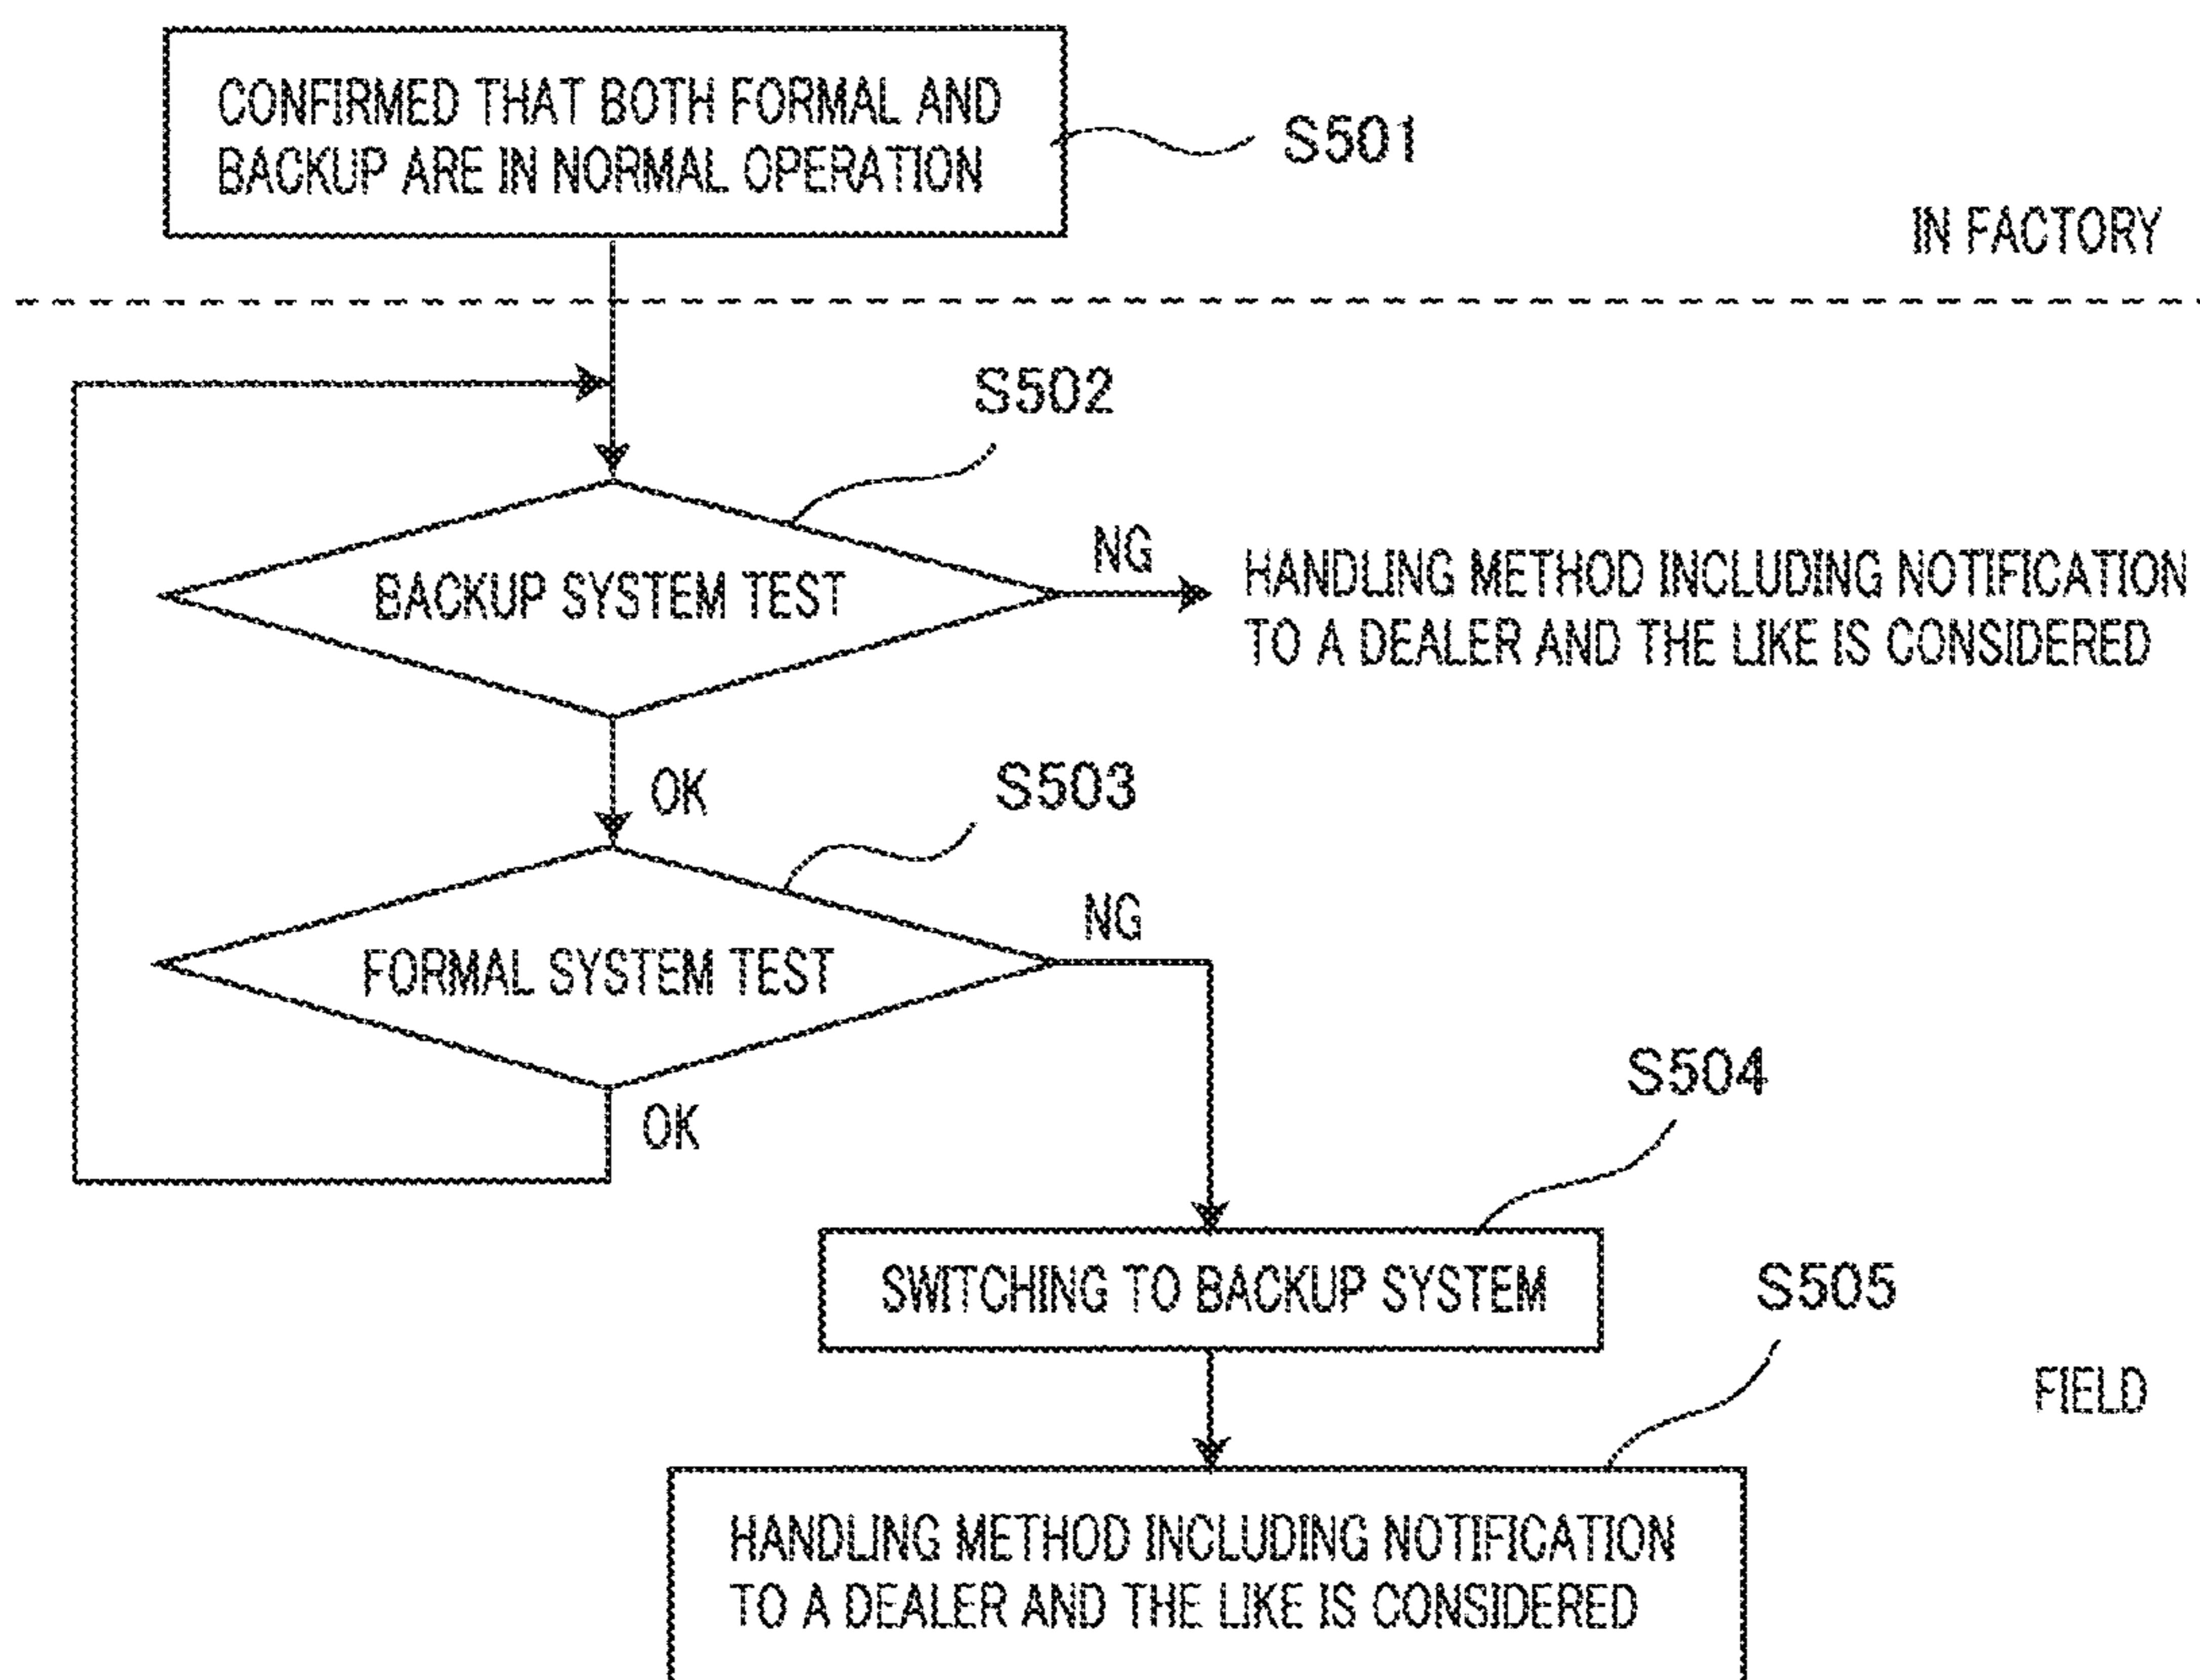 CONFIRMED THAT BOTH FORMAL AND
BACKUP ARE IN NORMAL OPERATION
S501
IN FACTORY
S502
BACKUP SYSTEM TEST
NG
HANDLING METHOD INCLUDING NOTIFICATION
TO A DEALER AND THE LIKE IS CONSIDERED
OK
S503
FORMAL SYSTEM TEST
NG
OK
S504
SWITCHING TO BACKUP SYSTEM
S505
FIELD
HANDLING METHOD INCLUDING NOTIFICATION
TO A DEALER AND THE LIKE IS CONSIDERED